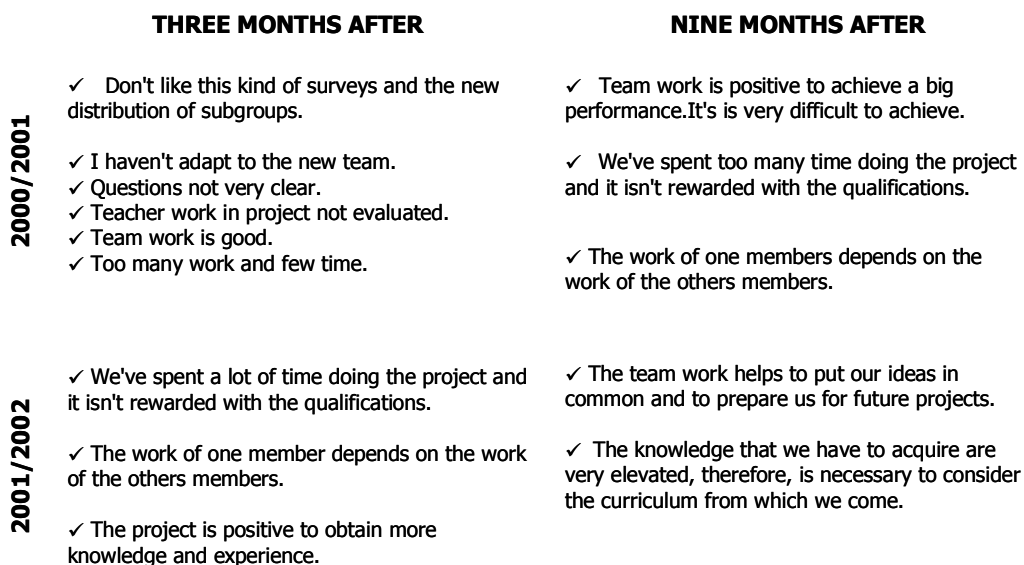 THREE MONTHS AFTER
NINE MONTHS AFTER
2000/2001
✓ Don't like this kind of surveys and the new
distribution of subgroups.
✓ I haven't adapt to the new team.
✓ Questions not very clear.
✓ Teacher work in project not evaluated.
✓ Team work is good.
✓ Too many work and few time.
✓ Team work is positive to achieve a big
performance.It's is very difficult to achieve.
✓ We've spent too many time doing the project
and it isn't rewarded with the qualifications.
✓ The work of one members depends on the
work of the others members.
2001/2002
✓ We've spent a lot of time doing the project and
it isn't rewarded with the qualifications.
✓ The work of one member depends on the work
of the others members.
✓ The project is positive to obtain more
knowledge and experience.
✓ The team work helps to put our ideas in
common and to prepare us for future projects.
✓ The knowledge that we have to acquire are
very elevated, therefore, is necessary to consider
the curriculum from which we come.